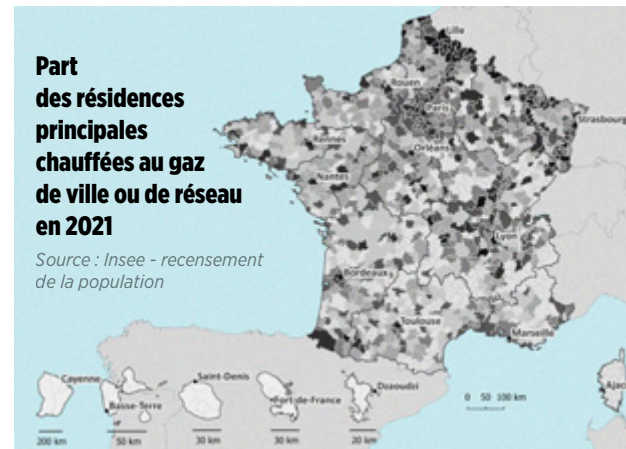 Part
des résidences
principales
chauffées au gaz
de ville ou de réseau
en 2021
Source : Insee - recensement
de la population
Lille
Rouen
Paris
Strasbourg
Rennes
Orléans
Nantes
Lyon
Bordeaux
Toulouse
Marseille
Cayenne
Basse-Terre
Saint-Denis
Fort-de-France
Dzaoudzi
0 50 100 km
Ajac
200 km
50 km
30 km
30 km
20 km